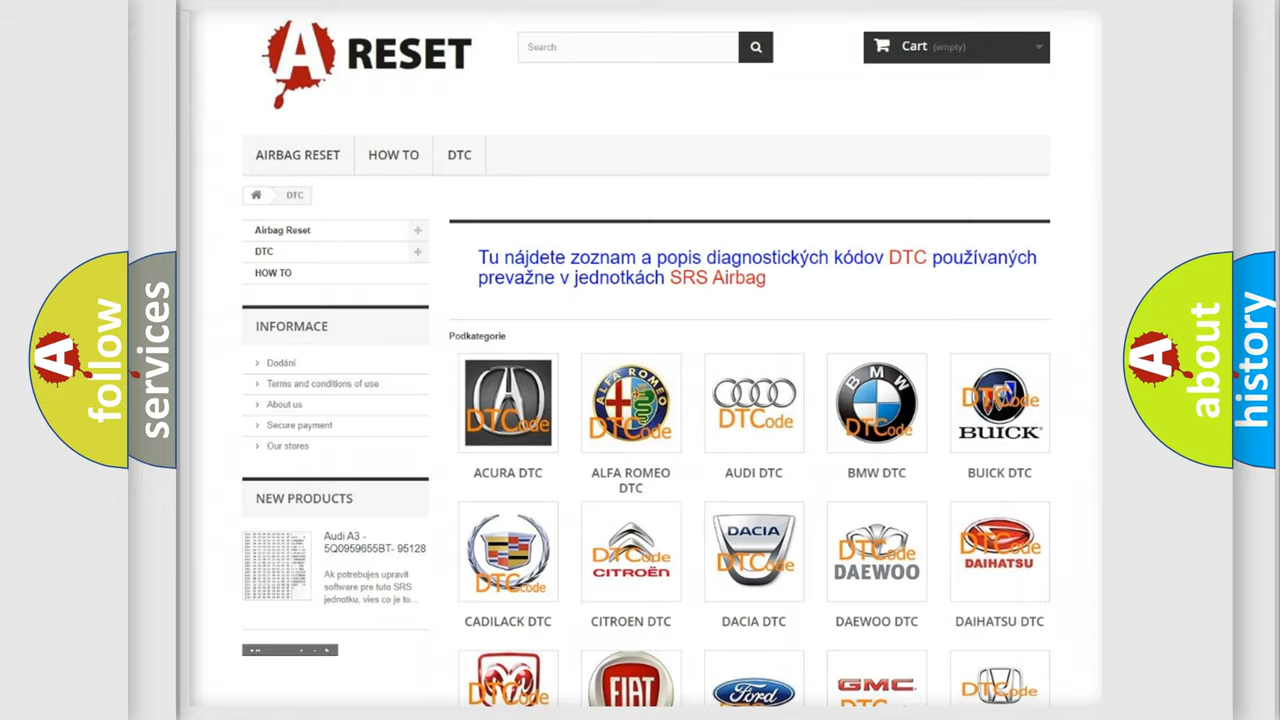 A RESET
Search
Cart (empty)
AIRBAG RESET
HOW TO
DTC
DTC
Airbag Reset
DTC
HOW TO
Tu nájdete zoznam a popis diagnostických kódov DTC používaných
prevažne v jednotkách SRS Airbag
INFORMACE
Dodání
Terms and conditions of use
About us
Secure payment
Our stores
Podkategorie
DTCode
ALFA ROMEO
DTCode
DTCode
BMW
DTCode
DTCode
BUICK
ACURA DTC
ALFA ROMEO
DTC
AUDI DTC
BMW DTC
BUICK DTC
NEW PRODUCTS
Audi A3 -
5Q0959655BT- 95128
Ak potrebujes upravit
software pre tuto SRS
jednotku, vies co je to...
DTCode
DTCode
CITROËN
DACIA
DTCode
DTCode
DAEWOO
DTCode
DAIHATSU
CADILACK DTC
CITROEN DTC
DACIA DTC
DAEWOO DTC
DAIHATSU DTC
DTCode
FIAT
Ford
GMC
DTCode
A follow
services
A about
history